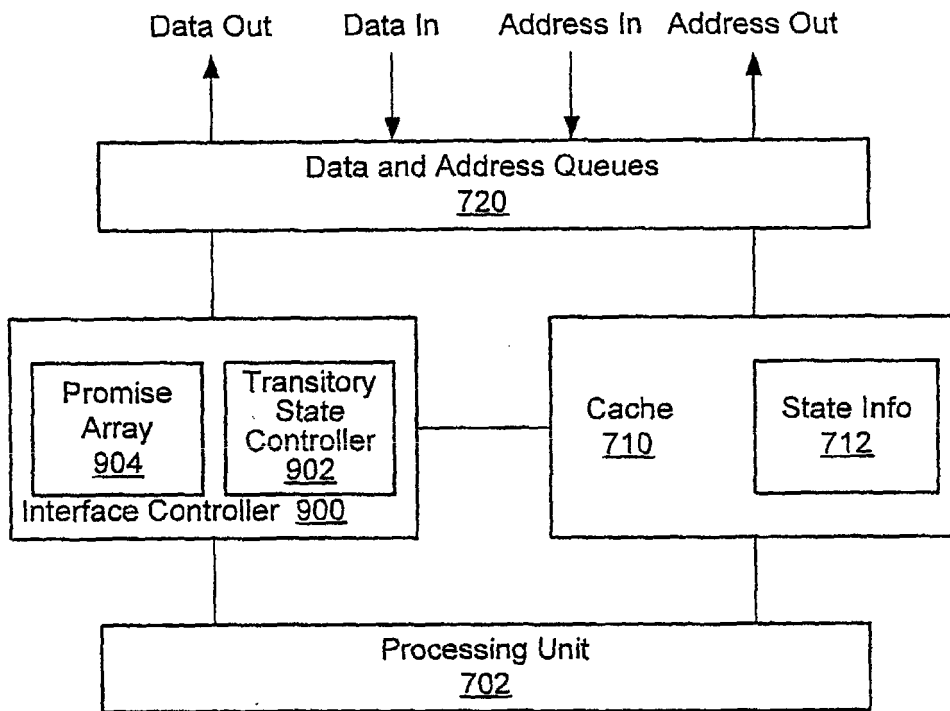 Data Out Data In Address In Address Out
Data and Address Queues
720
Promise
Array
904
Transitory
State
Controller
902
Interface Controller 900
Cache
710
State Info
712
Processing Unit
702